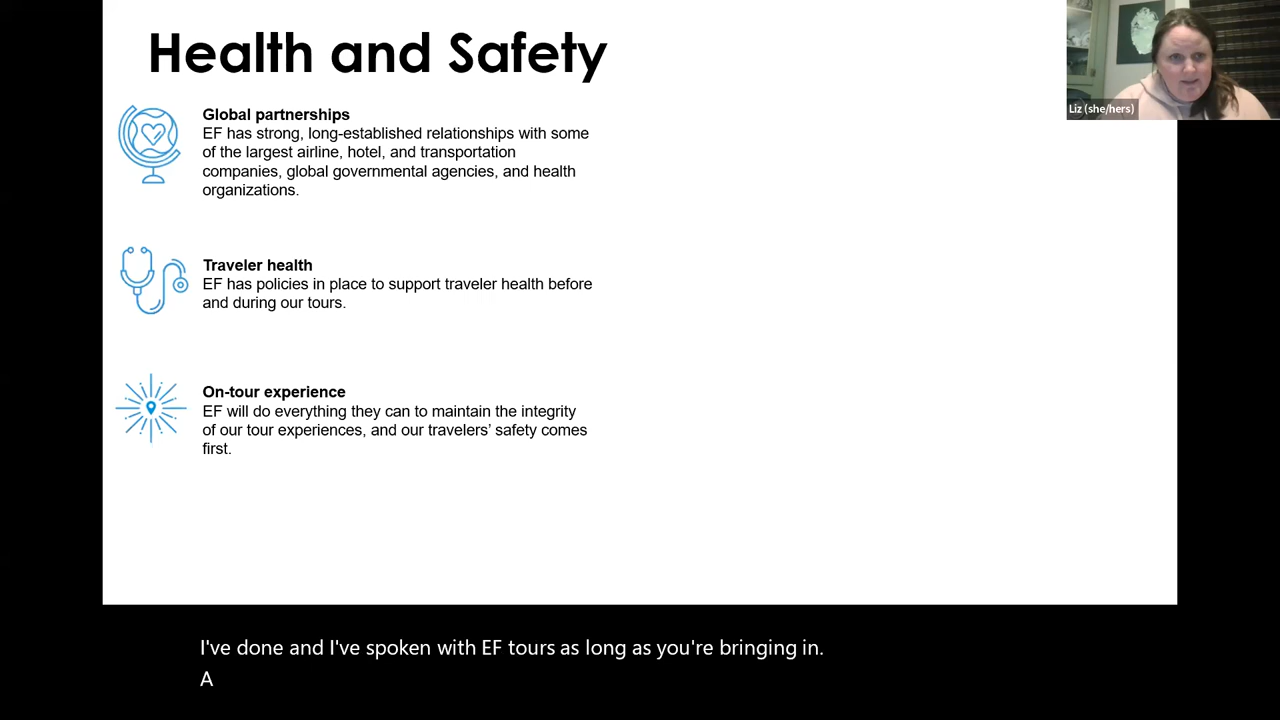 Health and Safety
Global partnerships
EF has strong, long-established relationships with some
of the largest airline, hotel, and transportation
companies, global governmental agencies, and health
organizations.
Traveler health
EF has policies in place to support traveler health before
and during our tours.
On-tour experience
EF will do everything they can to maintain the integrity
of our tour experiences, and our travelers' safety comes
first.
Liz (she/hers)
I've done and I've spoken with EF tours as long as you're bringing in.
A